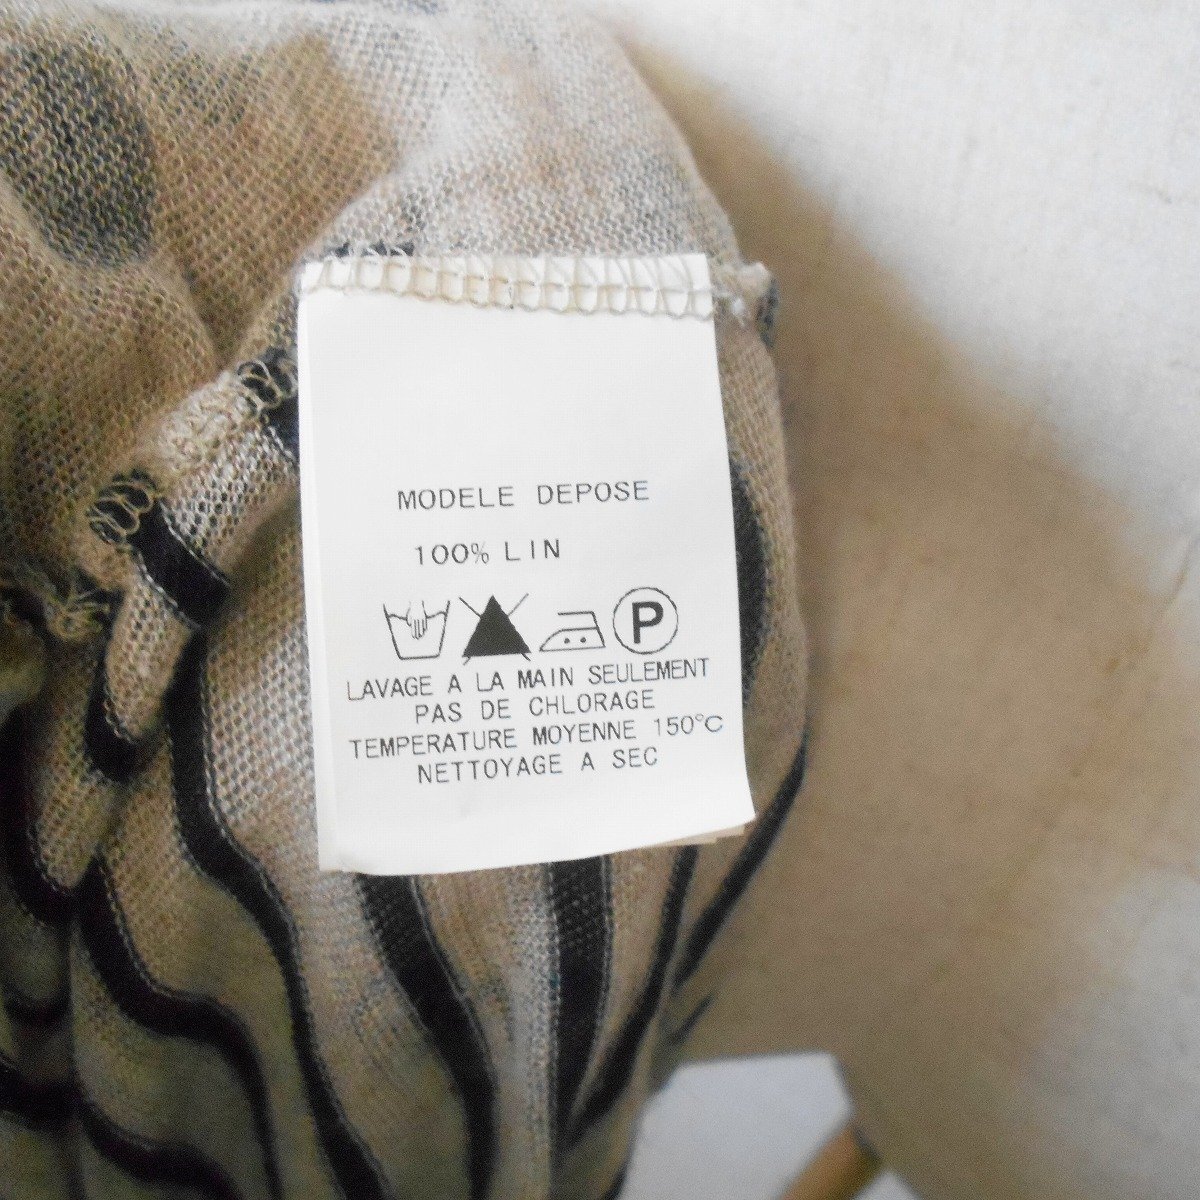 MODELE DEPOSE
100% LIN
P
LAVAGE A LA MAIN SEULEMENT
PAS DE CHLORAGE
TEMPERATURE MOYENNE 150°C
NETTOYAGE A SEC